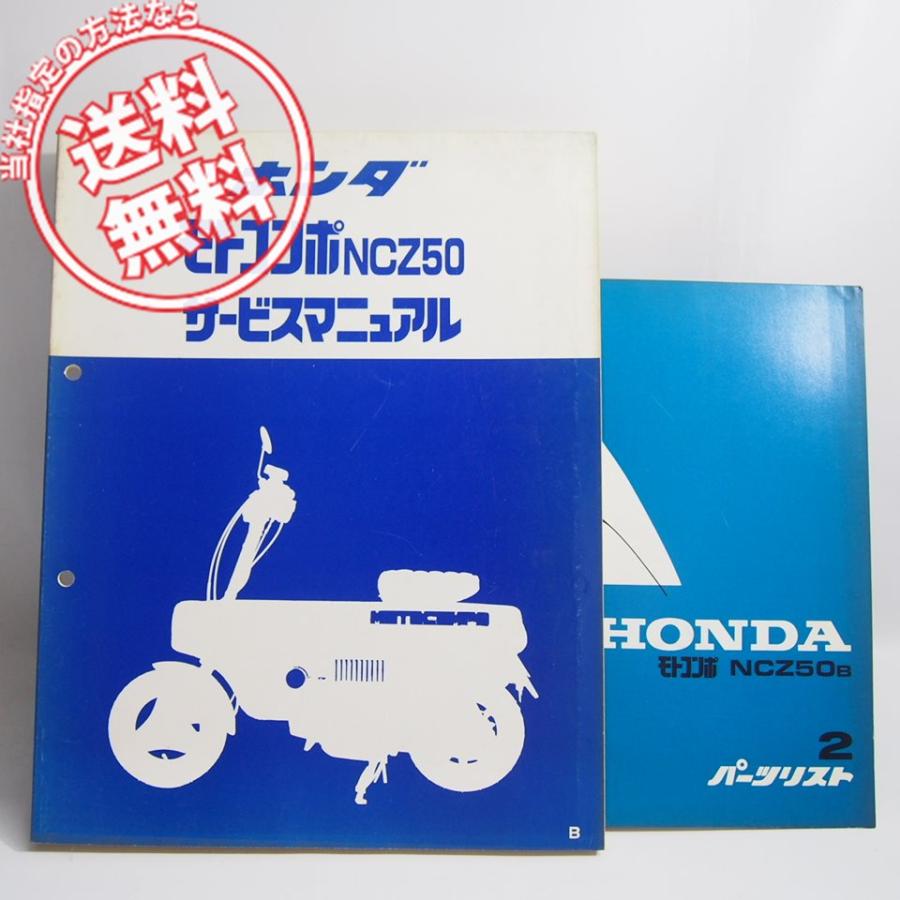 当社指定の方法なら
送料
無料
ホンダ
モトコンポNCZ50
サービスマニュアル
MOTOCOMPO
B
HONDA
モトコンポ NCZ50B
2
パーツリスト